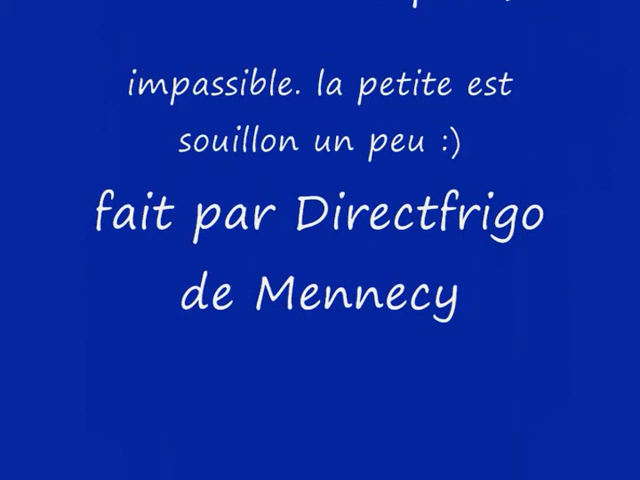 impassible. la petite est
souillon un peu :)
fait par Directfrigo
de Mennecy